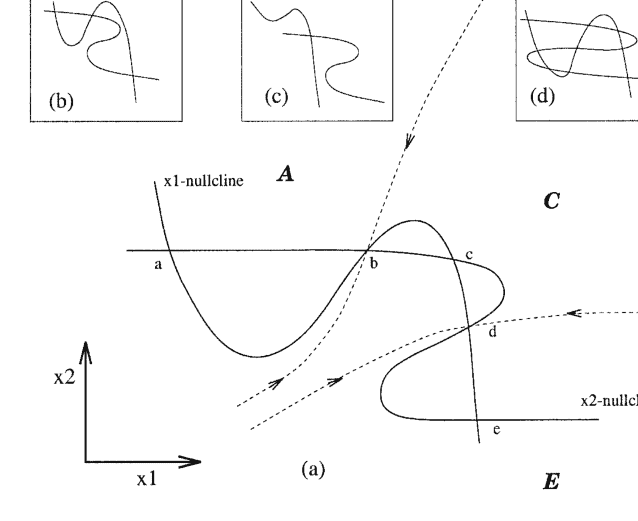 (b)
(c)
(d)
x1-nullcline
A
C
a
b
c
d
x2
x2-nullcl
e
x1
(a)
E